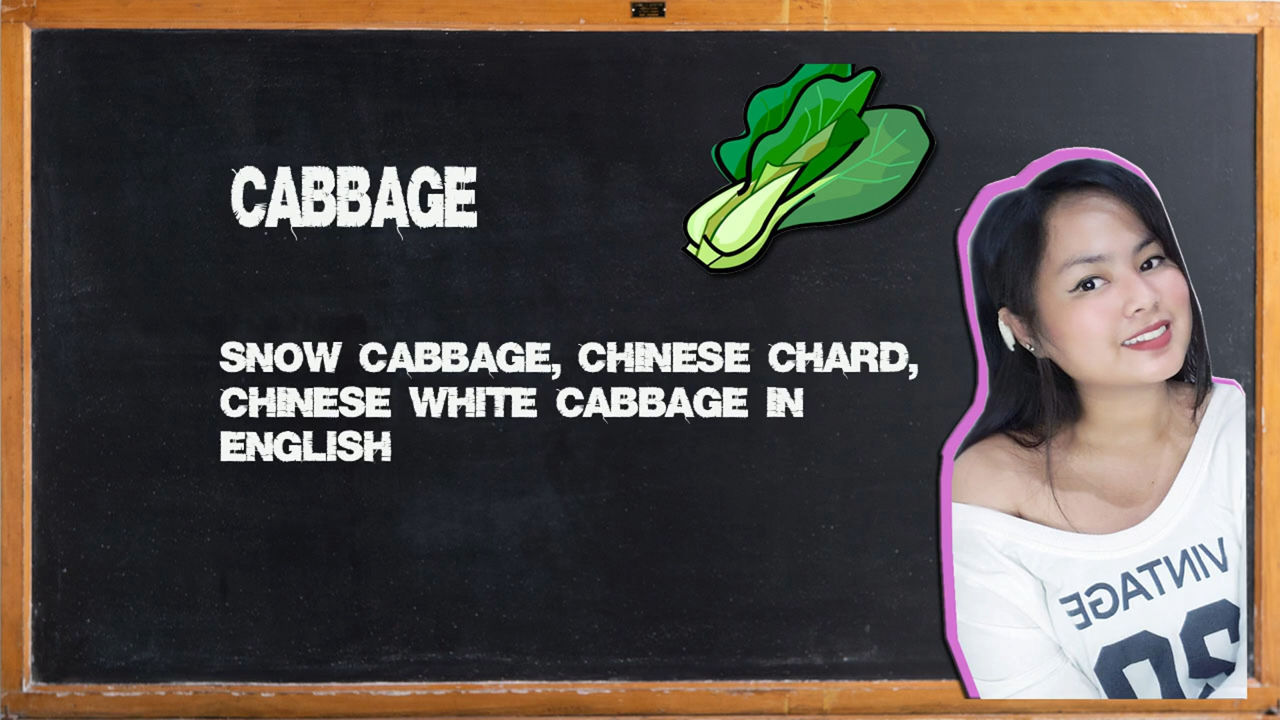 CABBAGE
SNOW CABBAGE, CHINESE CHARD,
CHINESE WHITE CABBAGE IN
ENGLISH
VINTAGE